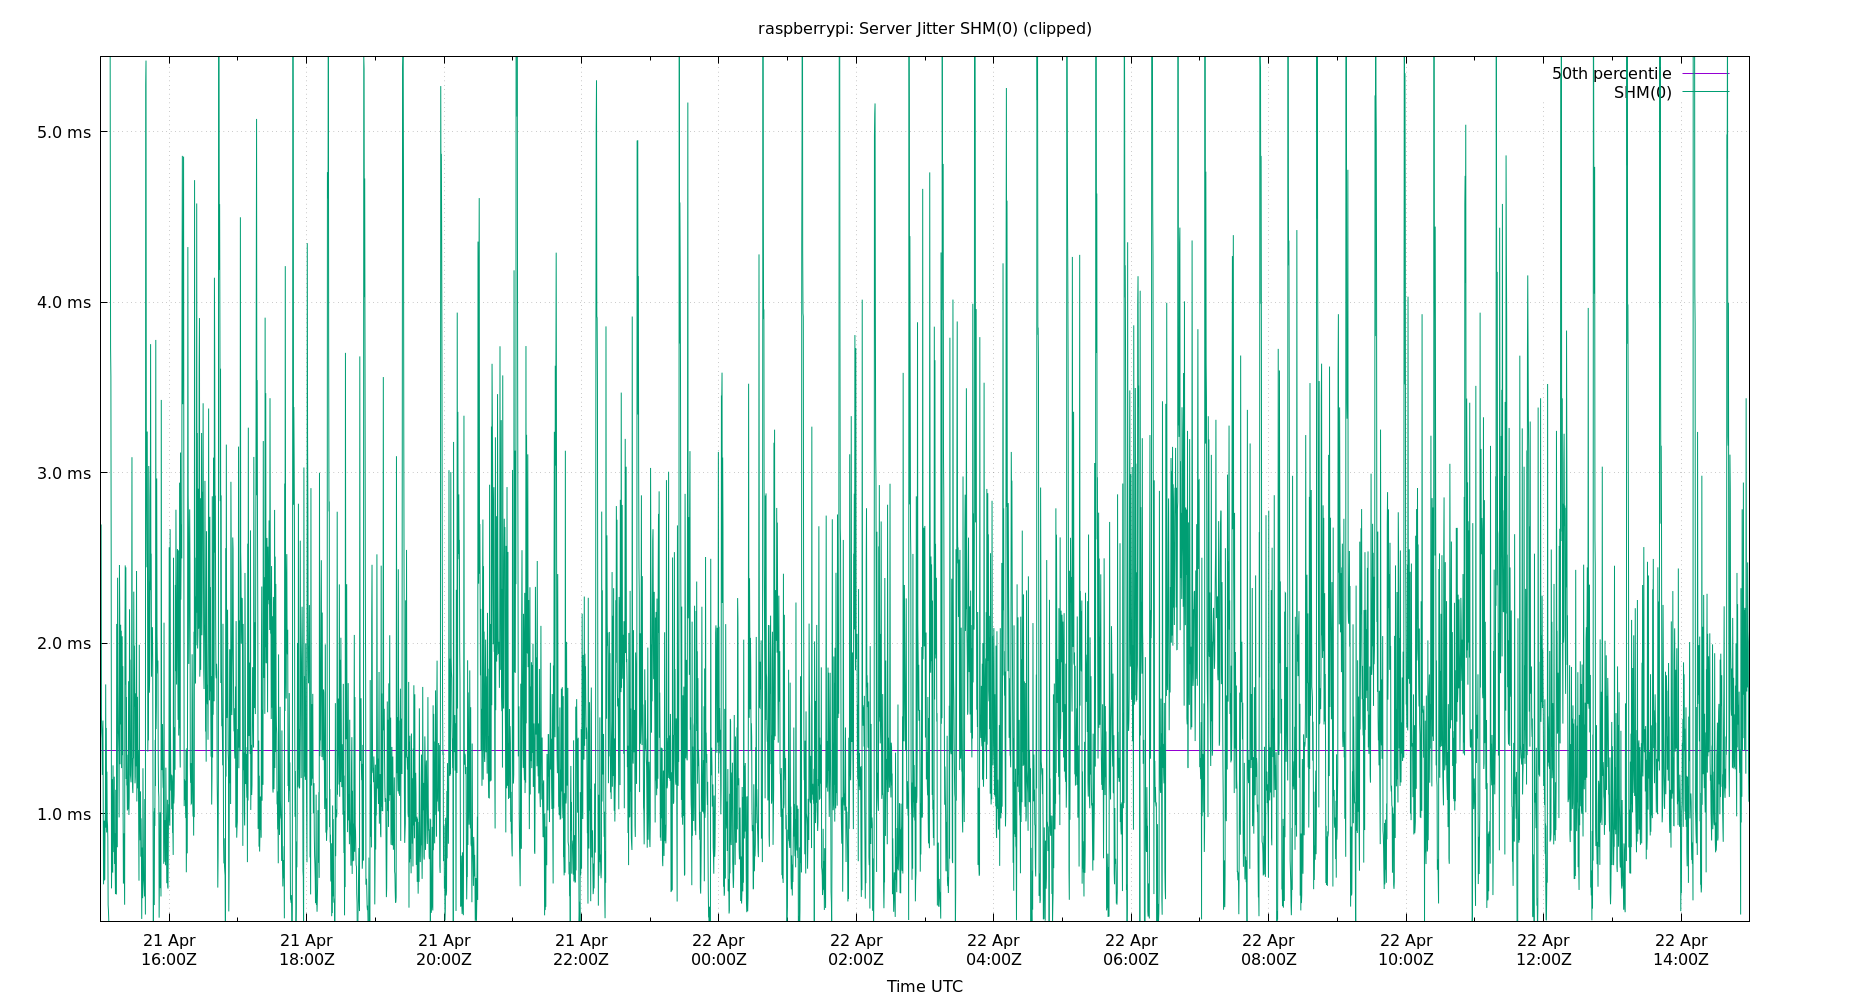 raspberrypi: Server Jitter SHM(0) (clipped)
50th percentile
SHM(0)
5.0 ms
4.0 ms
3.0 ms
2.0 ms
1.0 ms
21 Apr 21 Apr 21 Apr 21 Apr 22 Apr 22 Apr 22 Apr 22 Apr 22 Apr 22 Apr 22 Apr 22 Apr
16:00Z 18:00Z 20:00Z 22:00Z 00:00Z 02:00Z 04:00Z 06:00Z 08:00Z 10:00Z 12:00Z 14:00Z
Time UTC